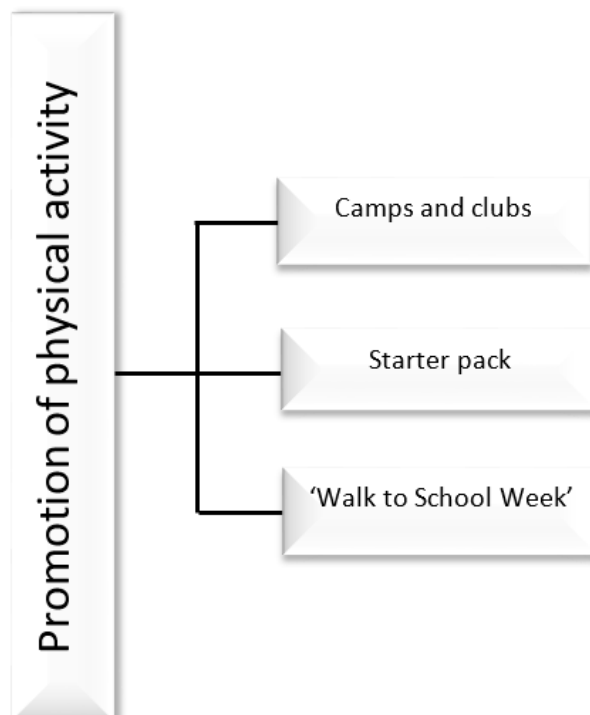 Promotion of physical activity
Camps and clubs
Starter pack
‘Walk to School Week’